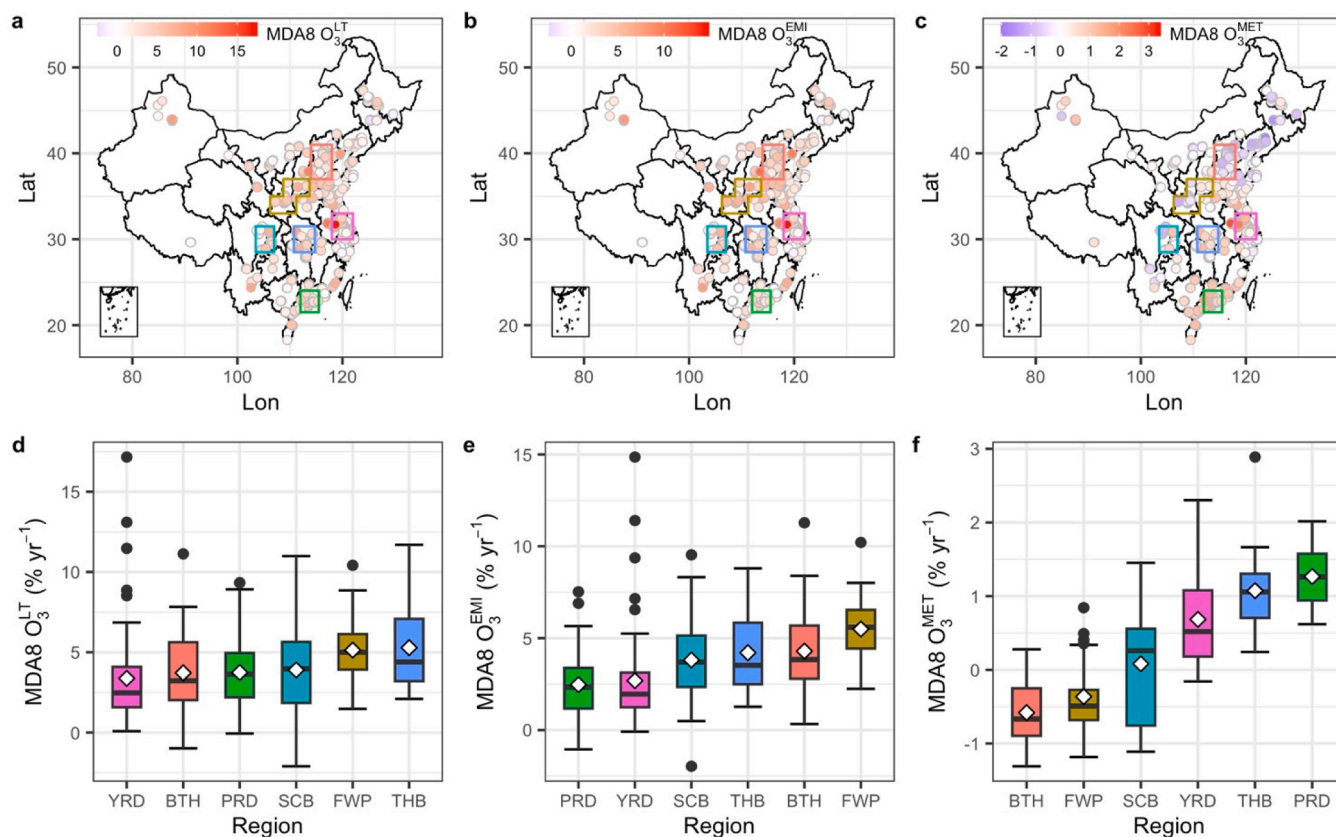 a
0 5 10 15 MDA8 O₃ᴸᵀ
50
40
30
20
Lat
80 100 120
Lon
b
0 5 10 MDA8 O₃ᴱᴹᴵ
50
40
30
20
Lat
80 100 120
Lon
c
-2 -1 0 1 2 3 MDA8 O₃ᴹᴱᵀ
50
40
30
20
Lat
80 100 120
Lon
d
15
10
5
0
MDA8 O₃ᴸᵀ (% yr⁻¹)
YRD BTH PRD SCB FWP THB
Region
e
15
10
5
0
MDA8 O₃ᴱᴹᴵ (% yr⁻¹)
PRD YRD SCB THB BTH FWP
Region
f
3
2
1
0
-1
MDA8 O₃ᴹᴱᵀ (% yr⁻¹)
BTH FWP SCB YRD THB PRD
Region